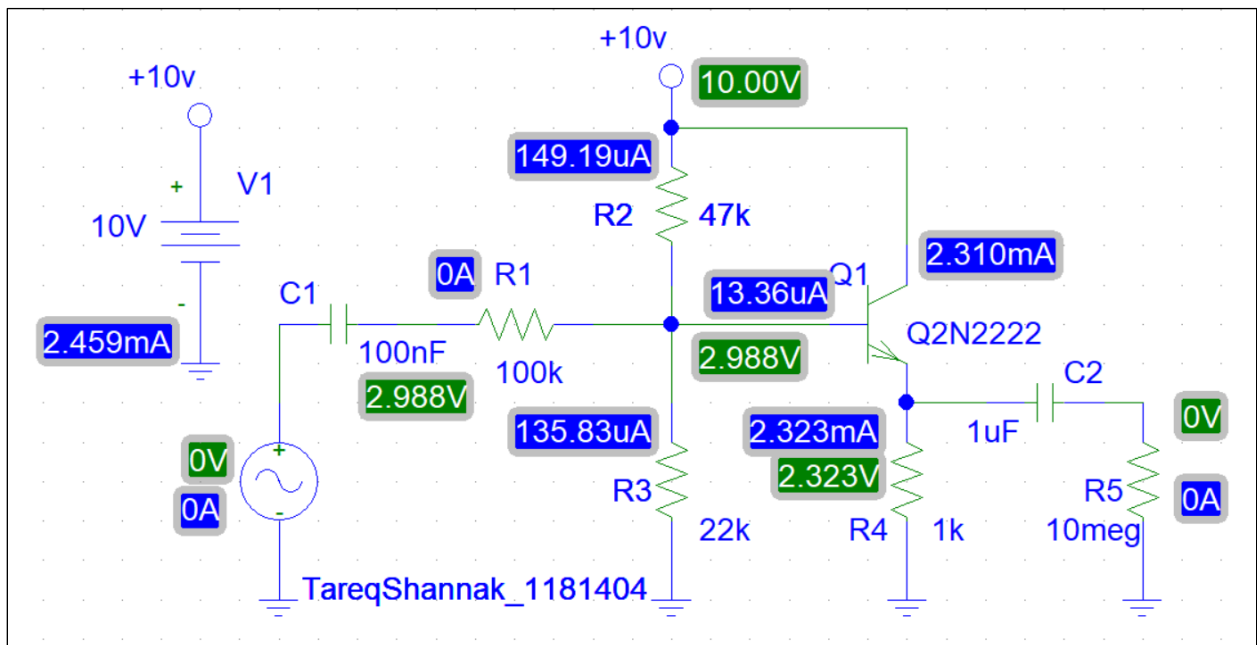 +10v
10.00V
+10v
149.19uA
+
V1
10V
R2 47k
2.310mA
0A R1
13.36uA Q1
C1
-
2.459mA
100nF
100k
2.988V
Q2N2222
2.988V
C2
0V
+
-
0A
135.83uA
2.323mA
1uF
0V
2.323V
R3
R5
0A
22k
R4 1k
10meg
TareqShannak_1181404